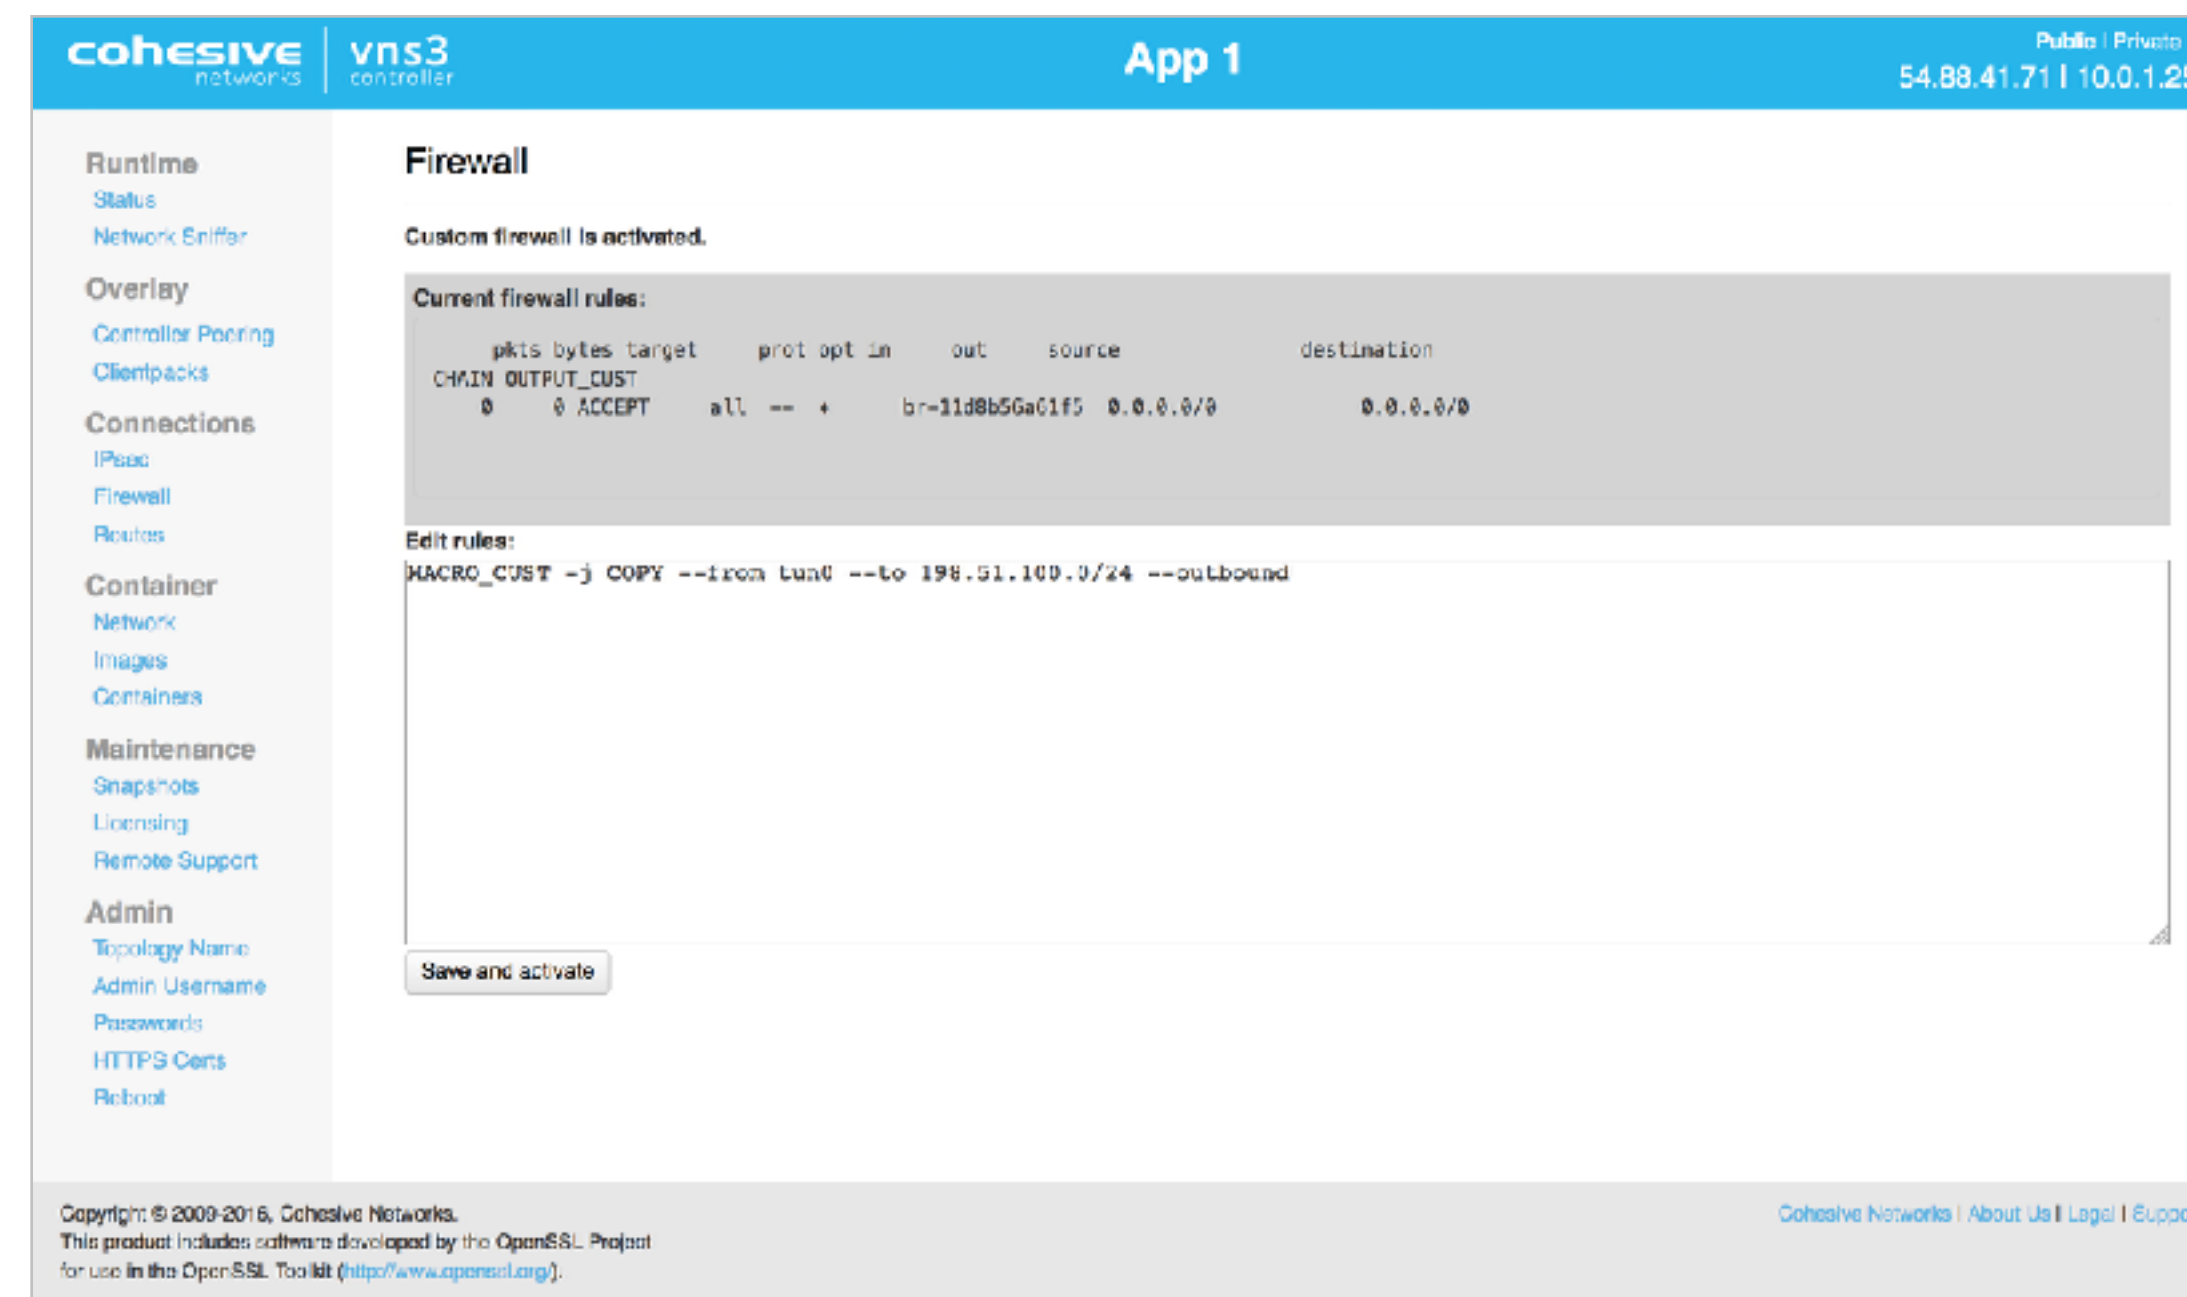 cohesive networks | vns3 controller
App 1
Public | Private
54.88.41.71 | 10.0.1.25
Runtime
Status
Network Sniffer
Overlay
Controller Peering
Clientpacks
Connections
IPsec
Firewall
Routes
Container
Network
Images
Containers
Maintenance
Snapshots
Licensing
Remote Support
Admin
Topology Name
Admin Username
Passwords
HTTPS Certs
Reboot
Firewall
Custom firewall is activated.
Current firewall rules:
pkts bytes target prot opt in out source destination
CHAIN OUTPUT_CUST
0 0 ACCEPT all -- + br-11d8b56a61f5 0.0.0.0/0 0.0.0.0/0
Edit rules:
MACRO_CUST -j COPY --from tun0 --to 198.51.100.0/24 --outbound
Save and activate
Copyright © 2009-2016, Cohesive Networks.
This product includes software developed by the OpenSSL Project
for use in the OpenSSL Toolkit (http://www.openssl.org/).
Cohesive Networks | About Us | Legal | Suppo